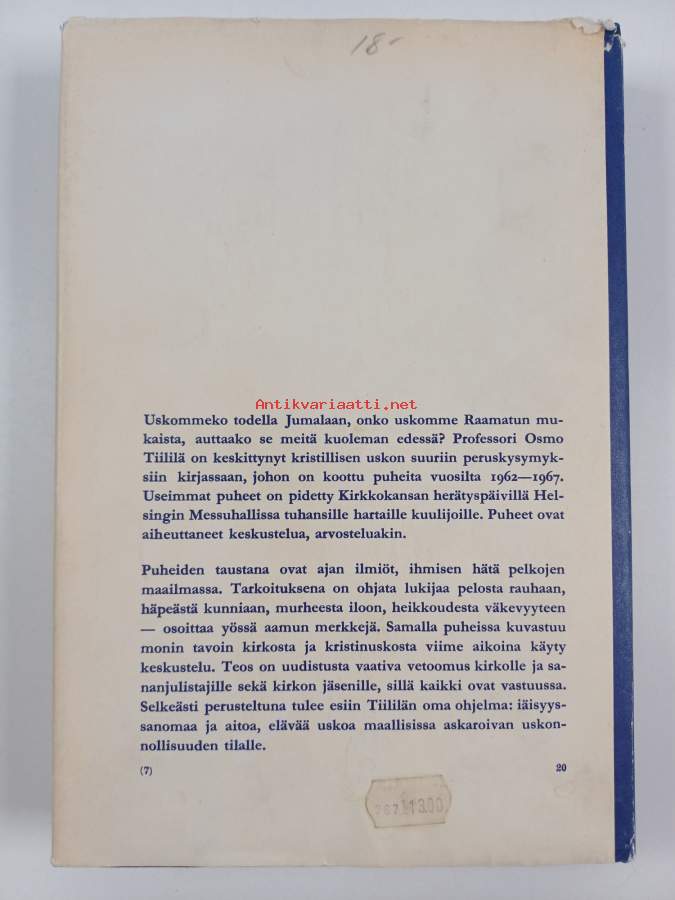 18-
Antikvariaatti.net
Uskommeko todella Jumalaan, onko uskomme Raamatun mu-
kaista, auttaako se meitä kuoleman edessä? Professori Osmo
Tiililä on keskittynyt kristillisen uskon suuriin peruskysymyk-
siin kirjassaan, johon on koottu puheita vuosilta 1962—1967.
Useimmat puheet on pidetty Kirkkokansan herätyspäivillä Hel-
singin Messuhallissa tuhansille hartaille kuulijoille. Puheet ovat
aiheuttaneet keskustelua, arvosteluakin.
Puheiden taustana ovat ajan ilmiöt, ihmisen hätä pelkojen
maailmassa. Tarkoituksena on ohjata lukijaa pelosta rauhaan,
häpeästä kunniaan, murheesta iloon, heikkoudesta väkevyyteen
— osoittaa yössä aamun merkkejä. Samalla puheissa kuvastuu
monin tavoin kirkosta ja kristinuskosta viime aikoina käyty
keskustelu. Teos on uudistusta vaativa vetoomus kirkolle ja sa-
nanjulistajille sekä kirkon jäsenille, sillä kaikki ovat vastuussa.
Selkeästi perusteltuna tulee esiin Tiililän oma ohjelma: iäisyys-
sanomaa ja aitoa, elävää uskoa maallisissa askaroivan uskon-
nollisuuden tilalle.
(7) 20